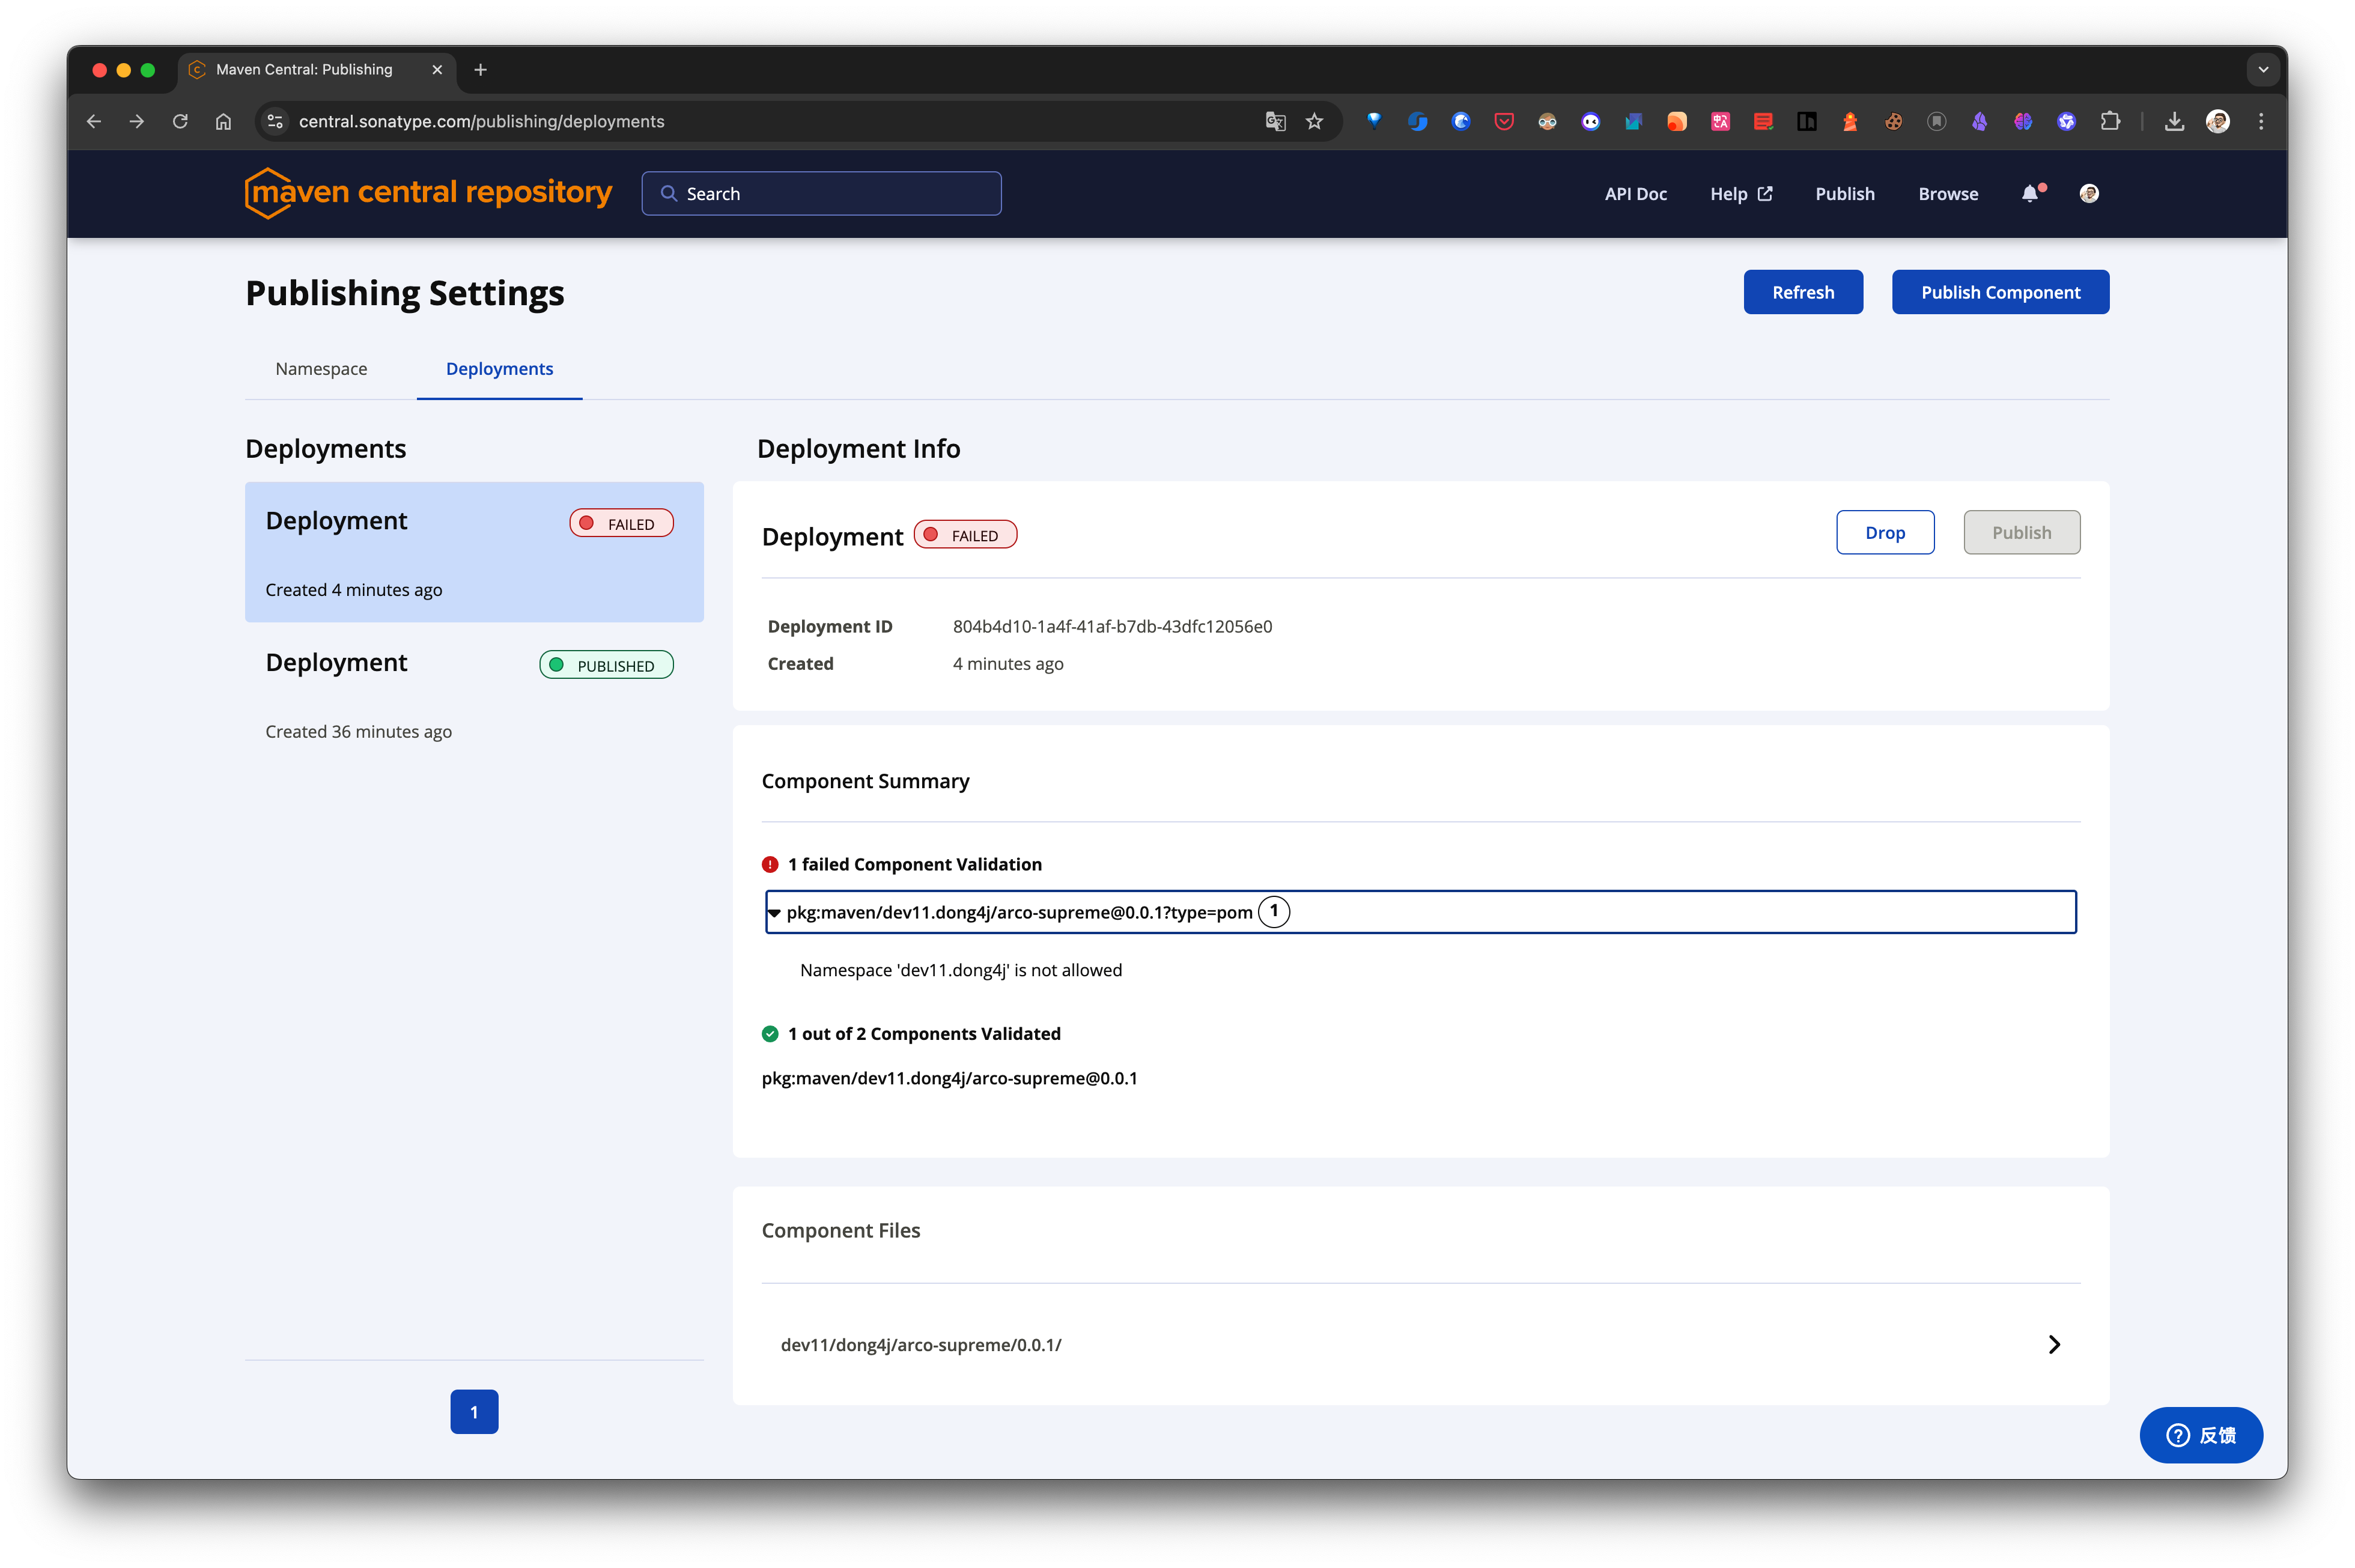 Maven Central: Publishing
central.sonatype.com/publishing/deployments
maven central repository
Search
API Doc
Help
Publish
Browse
Publishing Settings
Refresh
Publish Component
Namespace
Deployments
Deployments
Deployment
FAILED
Created 4 minutes ago
Deployment
PUBLISHED
Created 36 minutes ago
1
Deployment Info
Deployment
FAILED
Drop
Publish
Deployment ID
804b4d10-1a4f-41af-b7db-43dfc12056e0
Created
4 minutes ago
Component Summary
1 failed Component Validation
pkg:maven/dev11.dong4j/arco-supreme@0.0.1?type=pom 1
Namespace 'dev11.dong4j' is not allowed
1 out of 2 Components Validated
pkg:maven/dev11.dong4j/arco-supreme@0.0.1
Component Files
dev11/dong4j/arco-supreme/0.0.1/
反馈